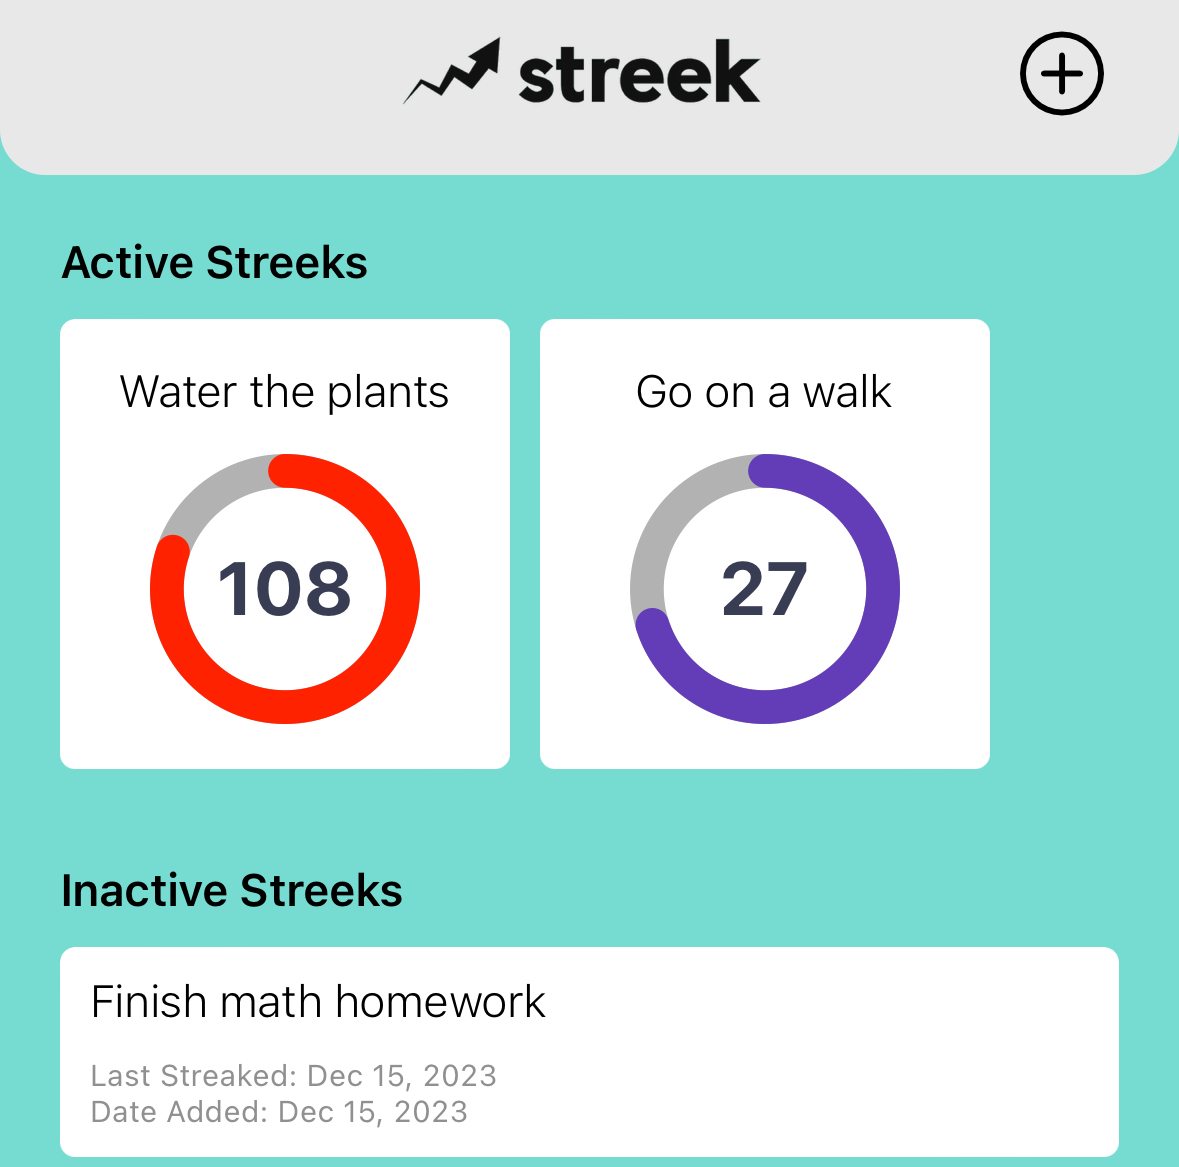 streek
Active Streeks
Water the plants
108
Go on a walk
27
Inactive Streeks
Finish math homework
Last Streaked: Dec 15, 2023
Date Added: Dec 15, 2023